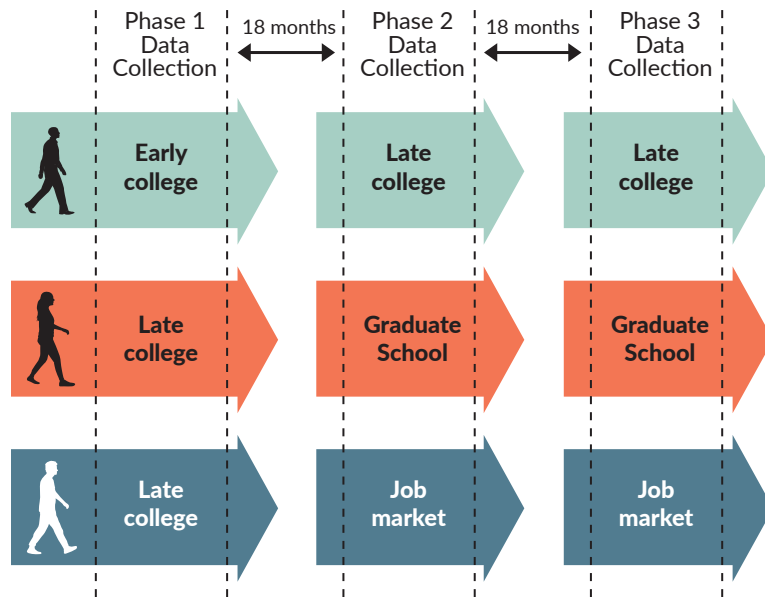 Phase 1
Data
Collection
18 months
Phase 2
Data
Collection
18 months
Phase 3
Data
Collection
Early
college
Late
college
Late
college
Late
college
Graduate
School
Graduate
School
Late
college
Job
market
Job
market